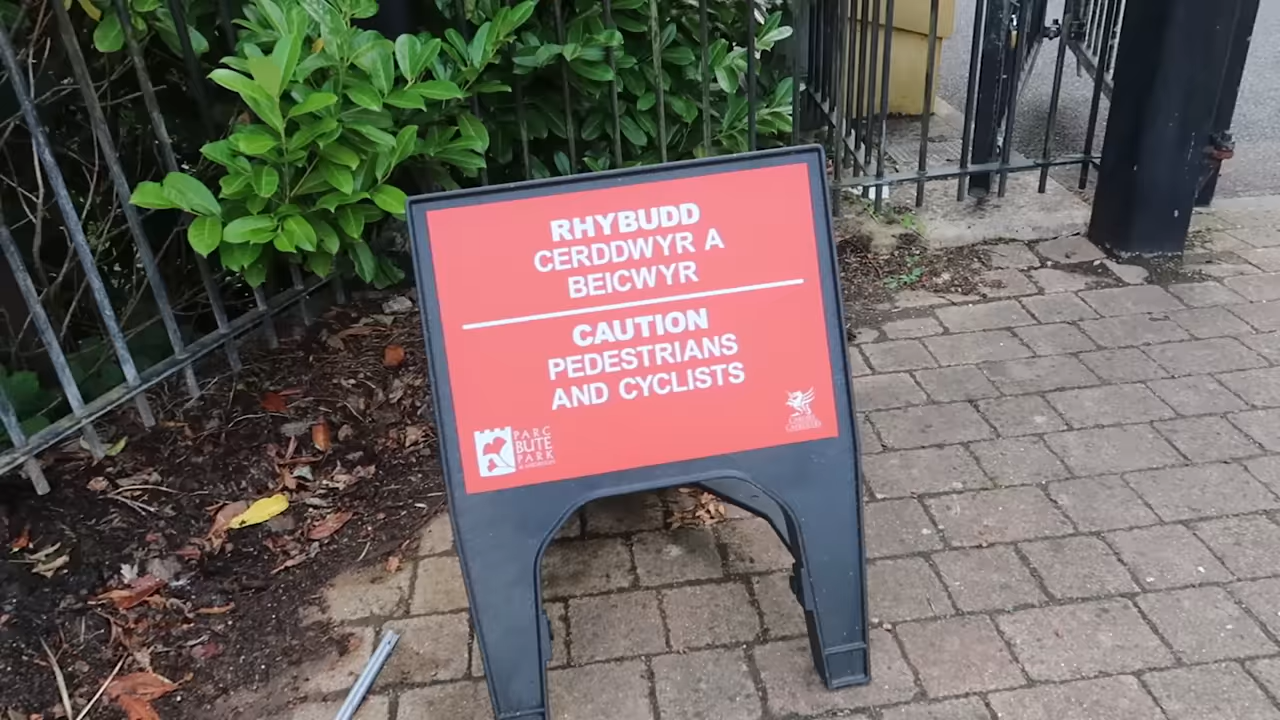 RHYBUDD
CERDDWYR A
BEICWYR
CAUTION
PEDESTRIANS
AND CYCLISTS
PARC
BUTE
PARK